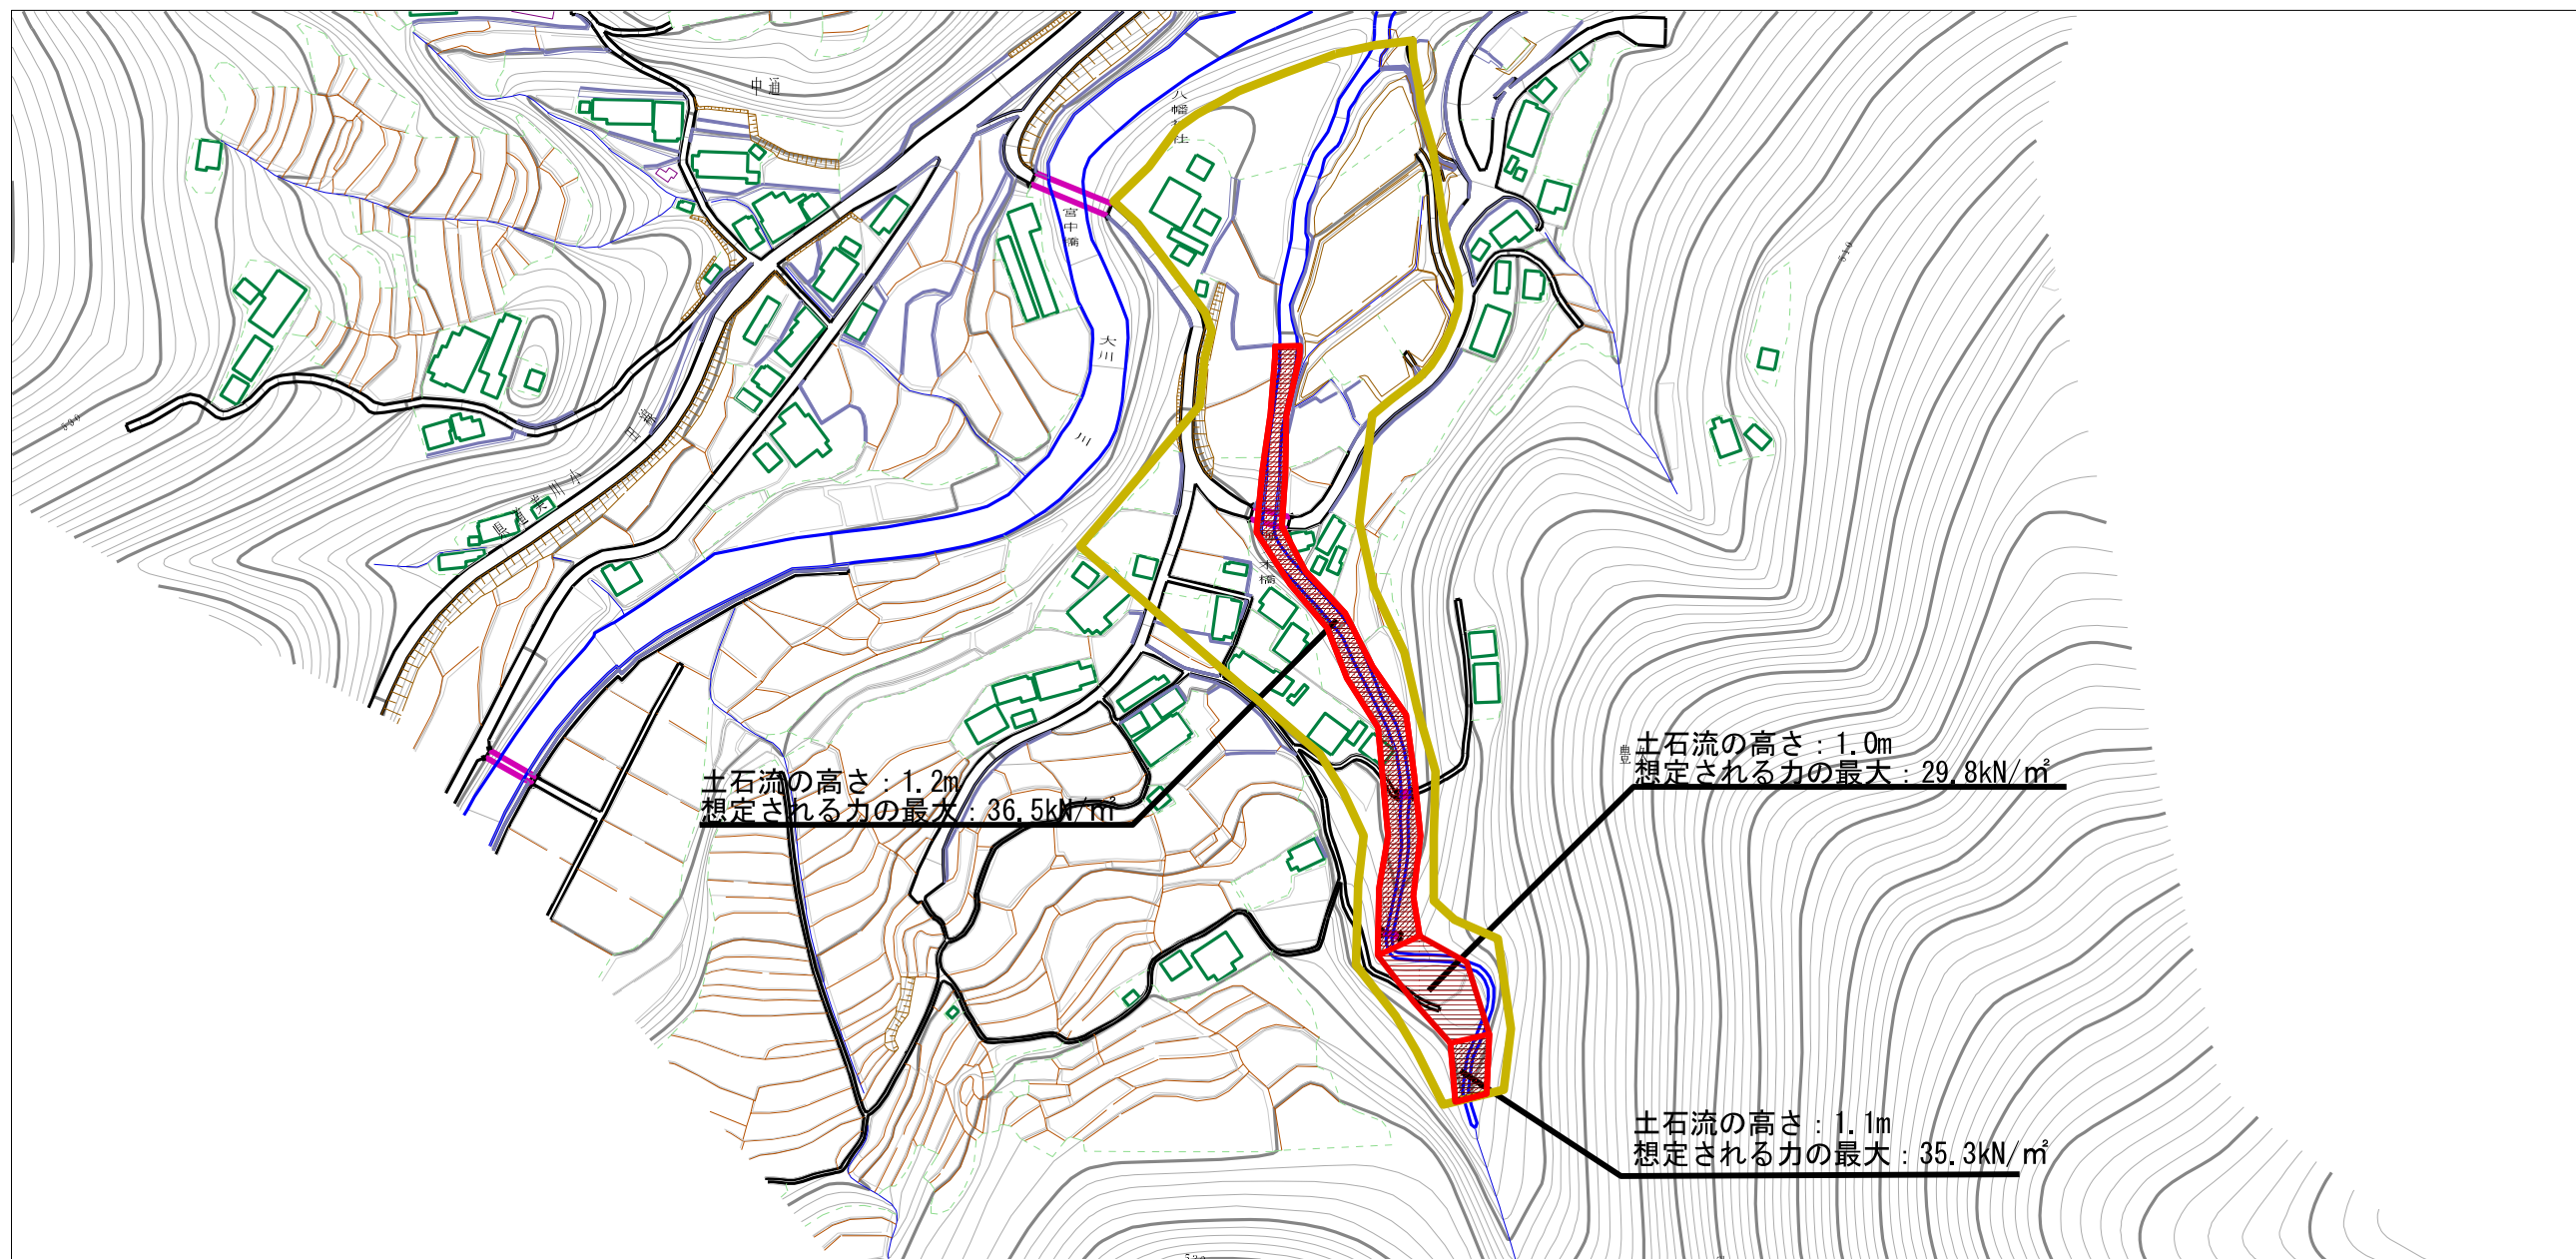 中通
八幡神社
宮中橋
大川
川
510
土石流の高さ：1.2m
想定される力の最大：36.5kN/㎡
土石流の高さ：1.0m
想定される力の最大：29.8kN/㎡
土石流の高さ：1.1m
想定される力の最大：35.3kN/㎡